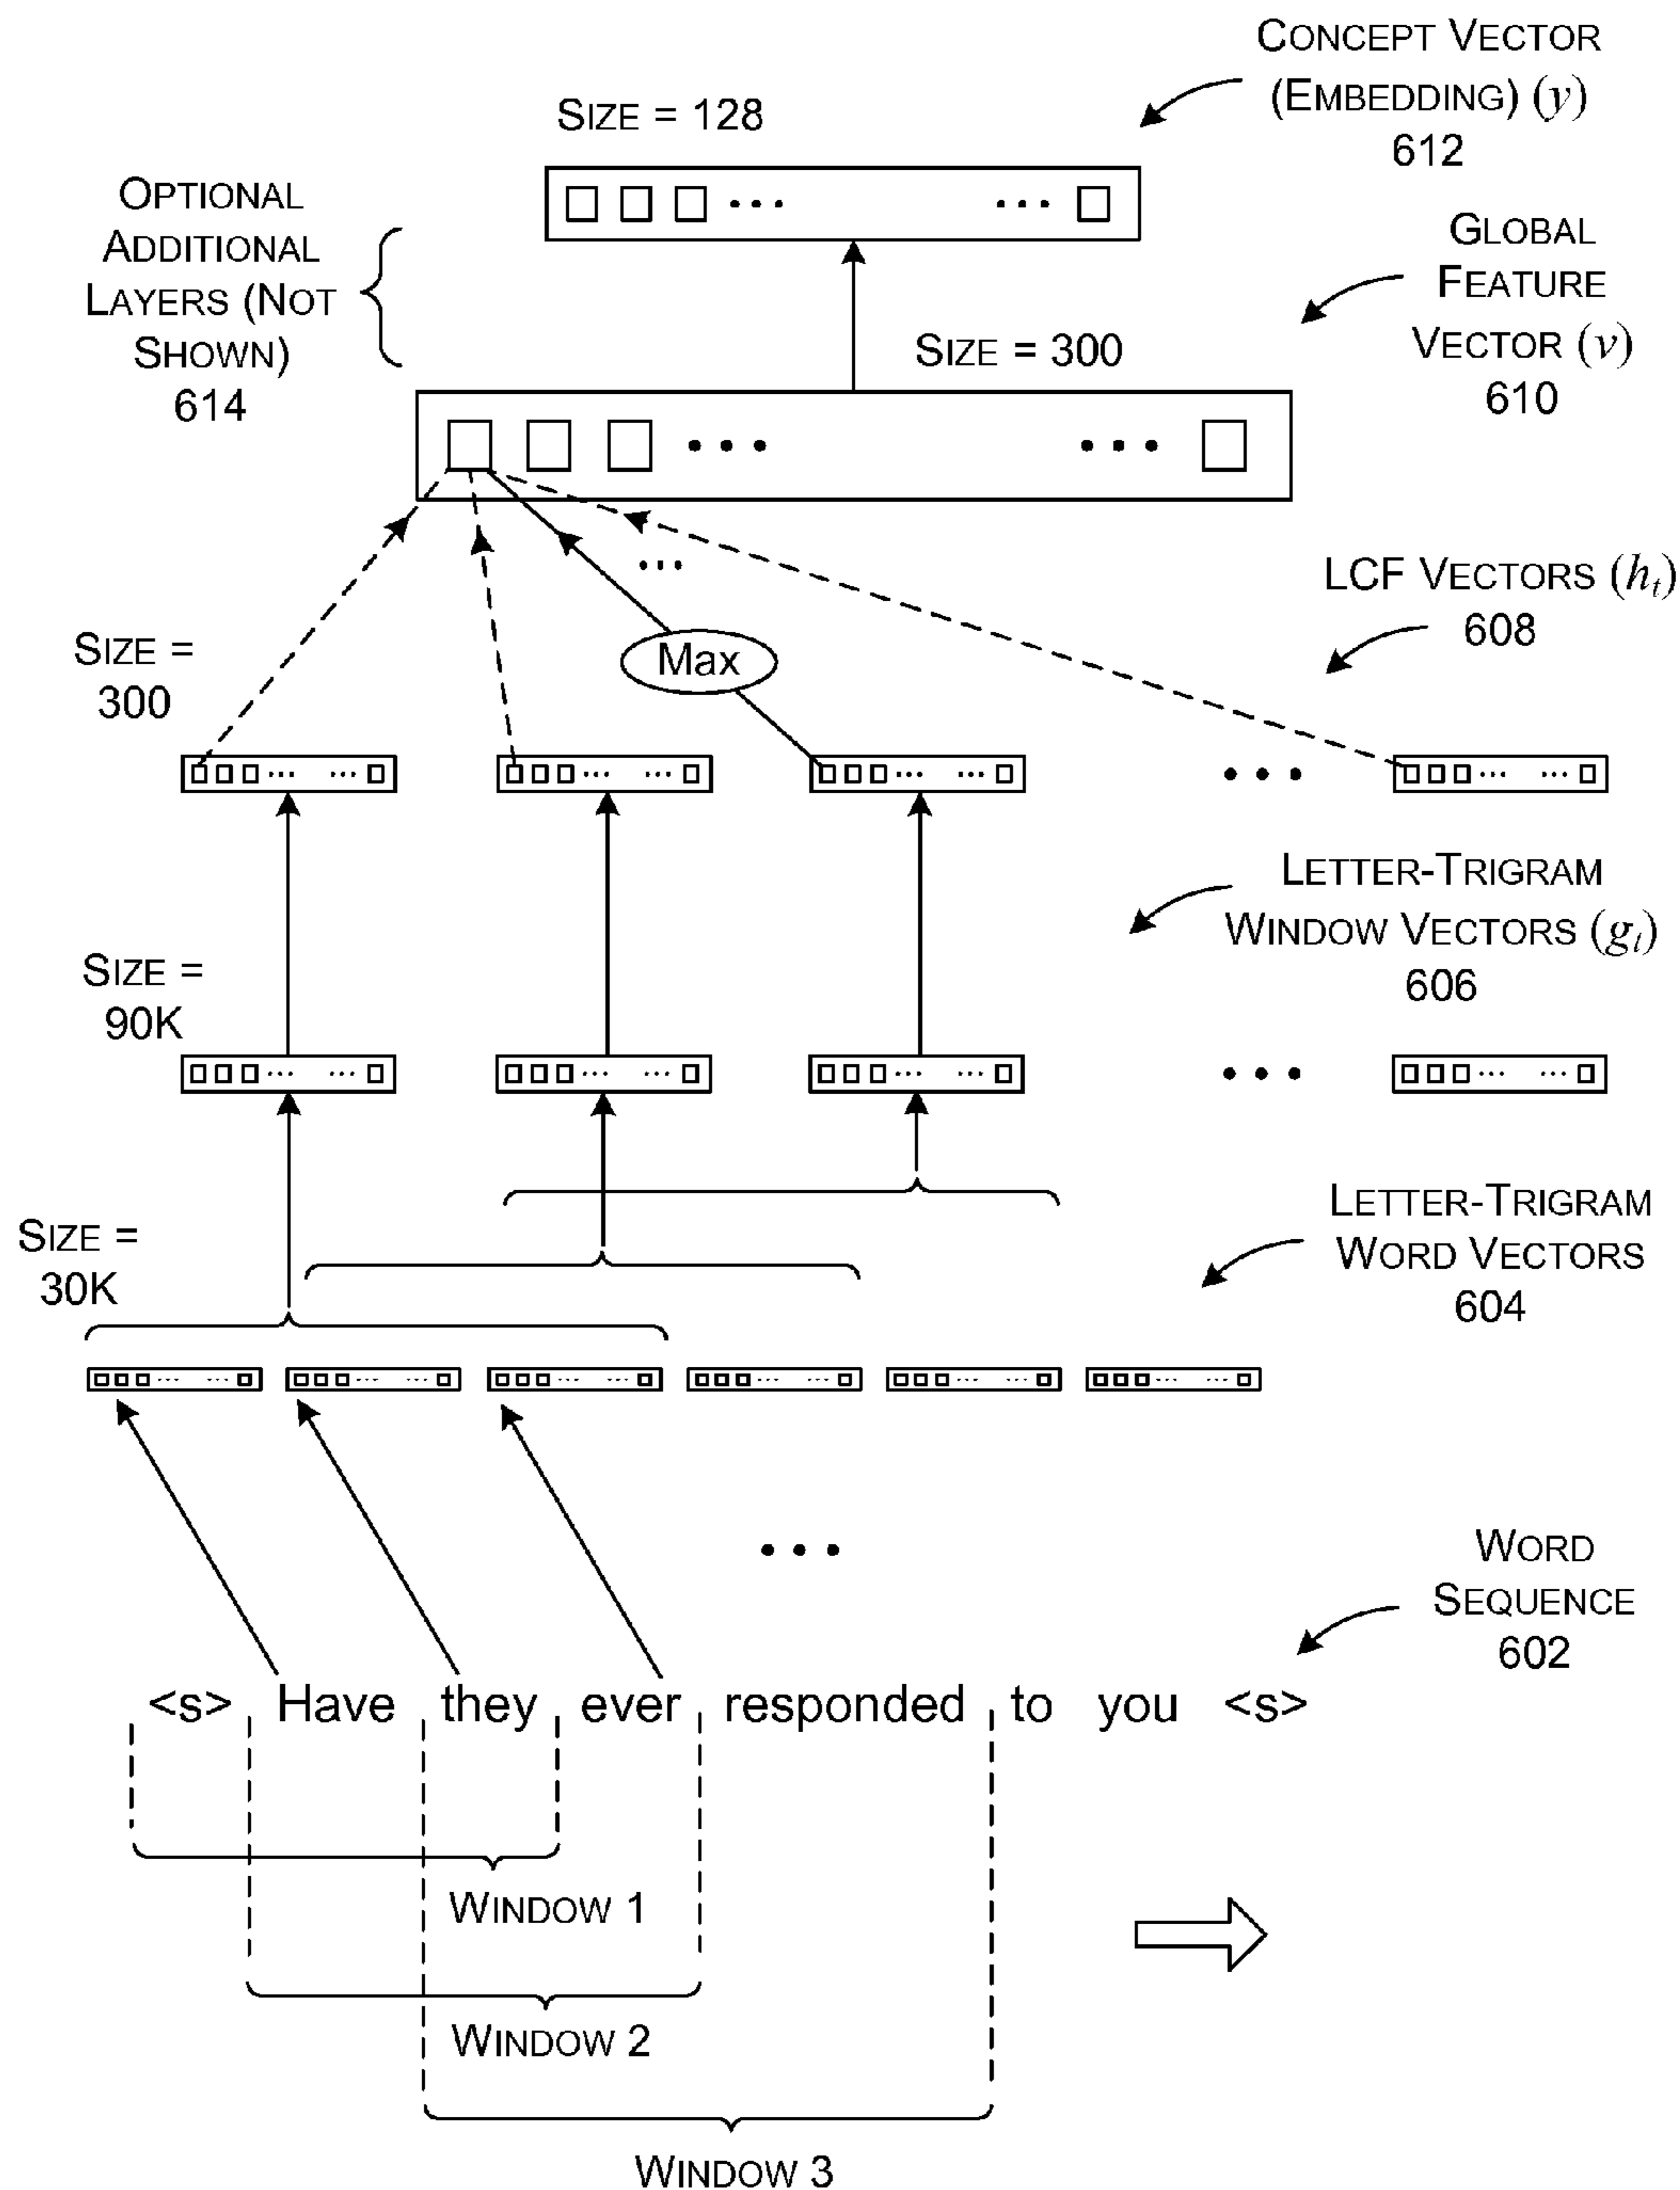 CONCEPT VECTOR
(EMBEDDING) (y)
612
SIZE = 128
OPTIONAL
ADDITIONAL
LAYERS (NOT
SHOWN)
614
GLOBAL
FEATURE
VECTOR (v)
610
SIZE = 300
LCF VECTORS (h_t)
608
SIZE =
300
Max
LETTER-TRIGRAM
WINDOW VECTORS (g_t)
606
SIZE =
90K
LETTER-TRIGRAM
WORD VECTORS
604
SIZE =
30K
WORD
SEQUENCE
602
<s> Have they ever responded to you <s>
WINDOW 1
WINDOW 2
WINDOW 3